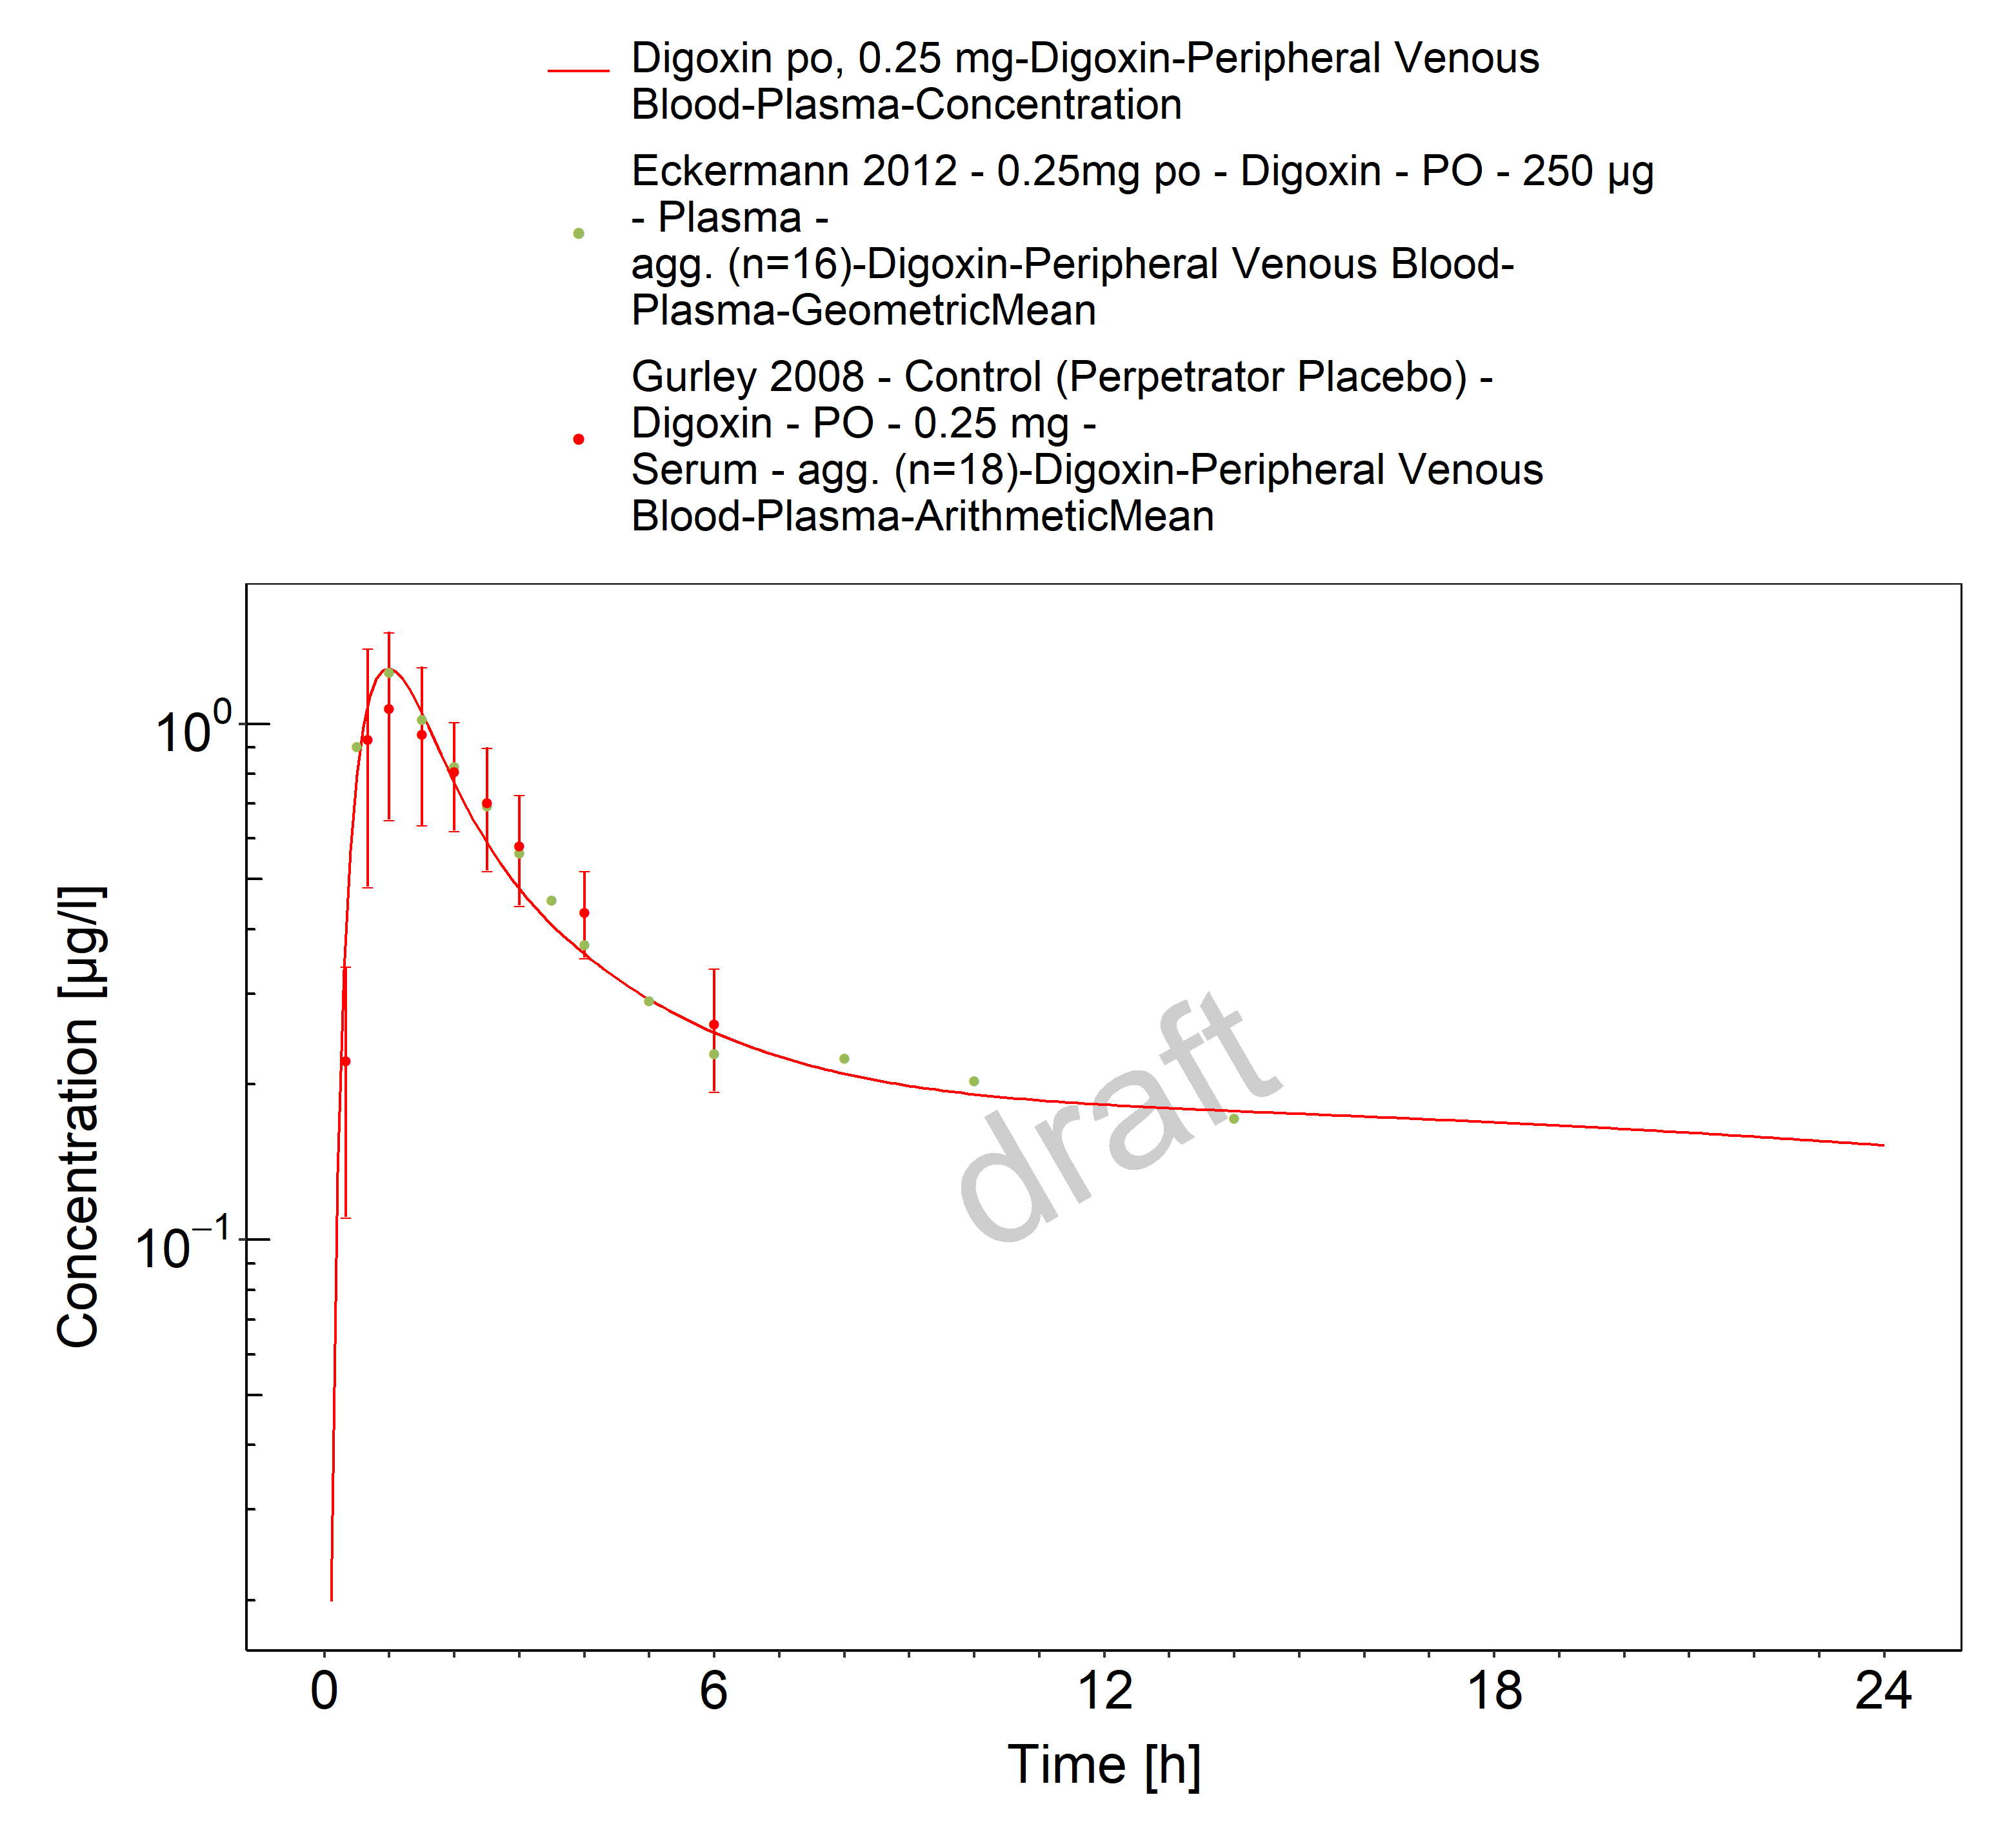 Digoxin po, 0.25 mg-Digoxin-Peripheral Venous
Blood-Plasma-Concentration
Eckermann 2012 - 0.25mg po - Digoxin - PO - 250 µg
- Plasma -
agg. (n=16)-Digoxin-Peripheral Venous Blood-
Plasma-GeometricMean
Gurley 2008 - Control (Perpetrator Placebo) -
Digoxin - PO - 0.25 mg -
Serum - agg. (n=18)-Digoxin-Peripheral Venous
Blood-Plasma-ArithmeticMean
10⁰
10⁻¹
Concentration [µg/l]
draft
0 6 12 18 24
Time [h]